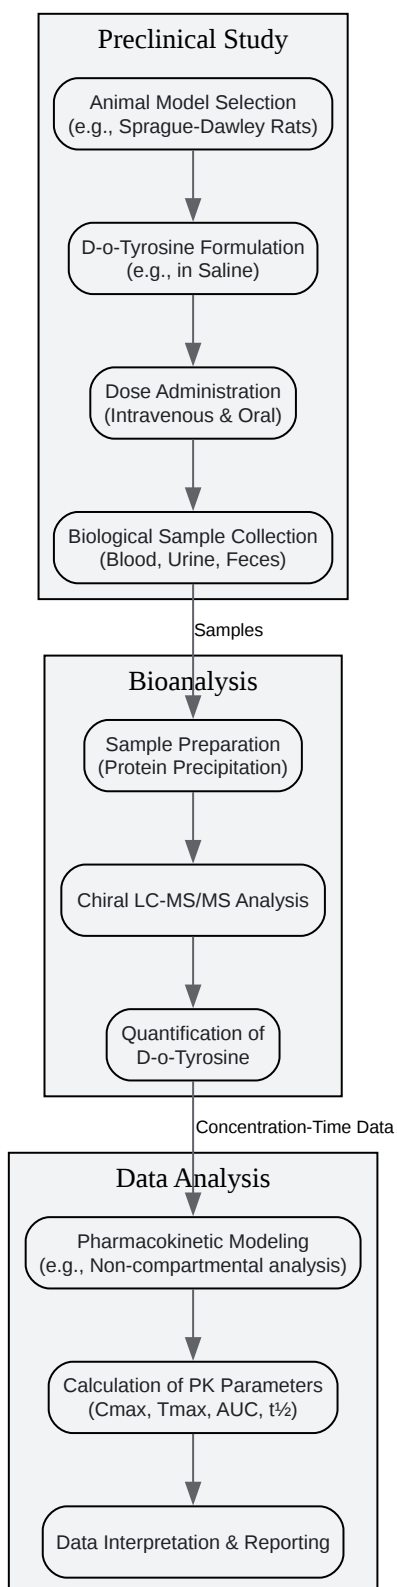 Preclinical Study
Animal Model Selection
(e.g., Sprague-Dawley Rats)
D-o-Tyrosine Formulation
(e.g., in Saline)
Dose Administration
(Intravenous & Oral)
Biological Sample Collection
(Blood, Urine, Feces)
Samples
Bioanalysis
Sample Preparation
(Protein Precipitation)
Chiral LC-MS/MS Analysis
Quantification of
D-o-Tyrosine
Concentration-Time Data
Data Analysis
Pharmacokinetic Modeling
(e.g., Non-compartmental analysis)
Calculation of PK Parameters
(Cmax, Tmax, AUC, t½)
Data Interpretation & Reporting